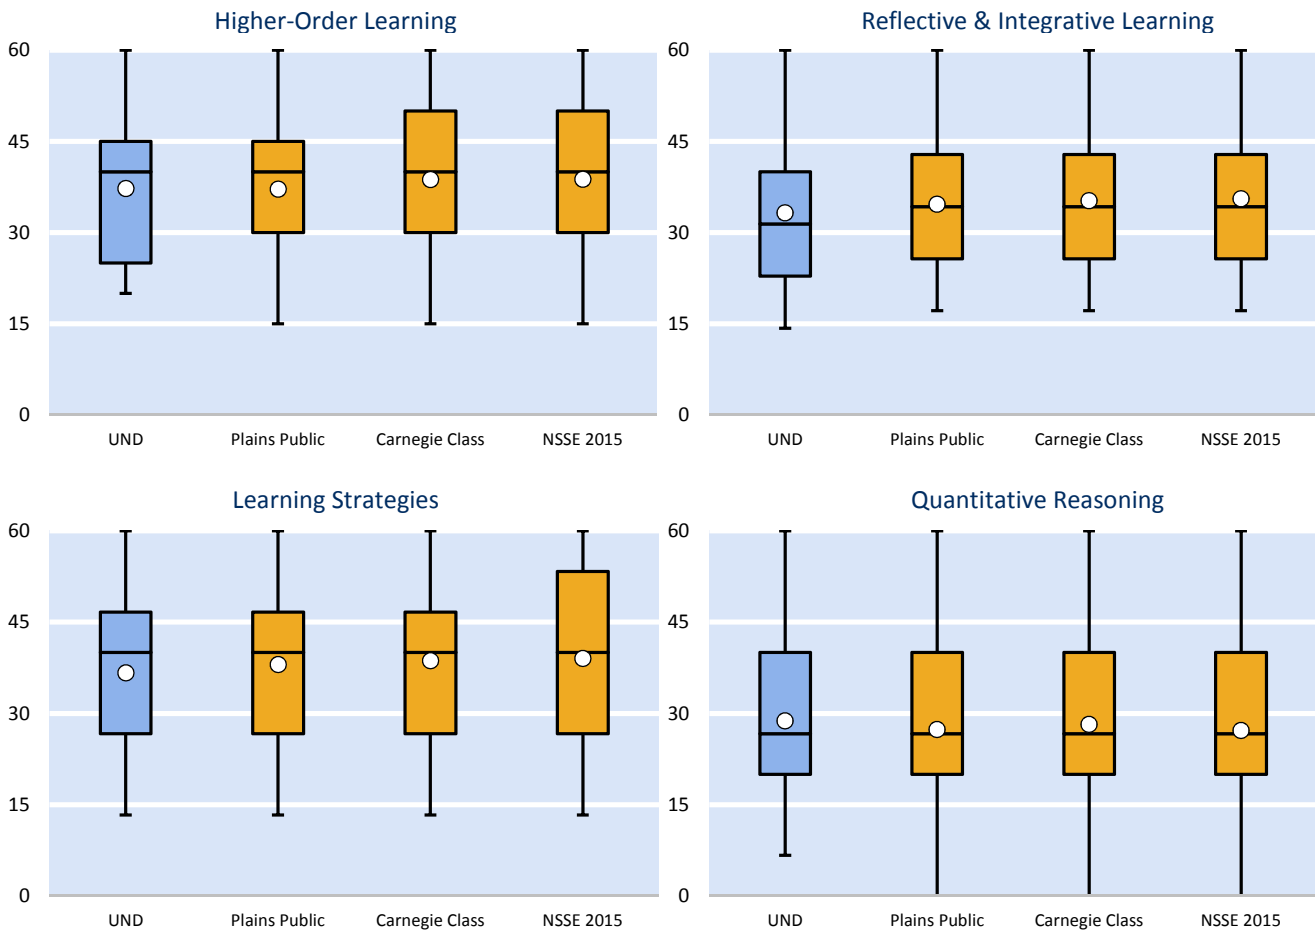 Higher-Order Learning
60
45
30
15
0
UND Plains Public Carnegie Class NSSE 2015
Reflective & Integrative Learning
60
45
30
15
0
UND Plains Public Carnegie Class NSSE 2015
Learning Strategies
60
45
30
15
0
UND Plains Public Carnegie Class NSSE 2015
Quantitative Reasoning
60
45
30
15
0
UND Plains Public Carnegie Class NSSE 2015